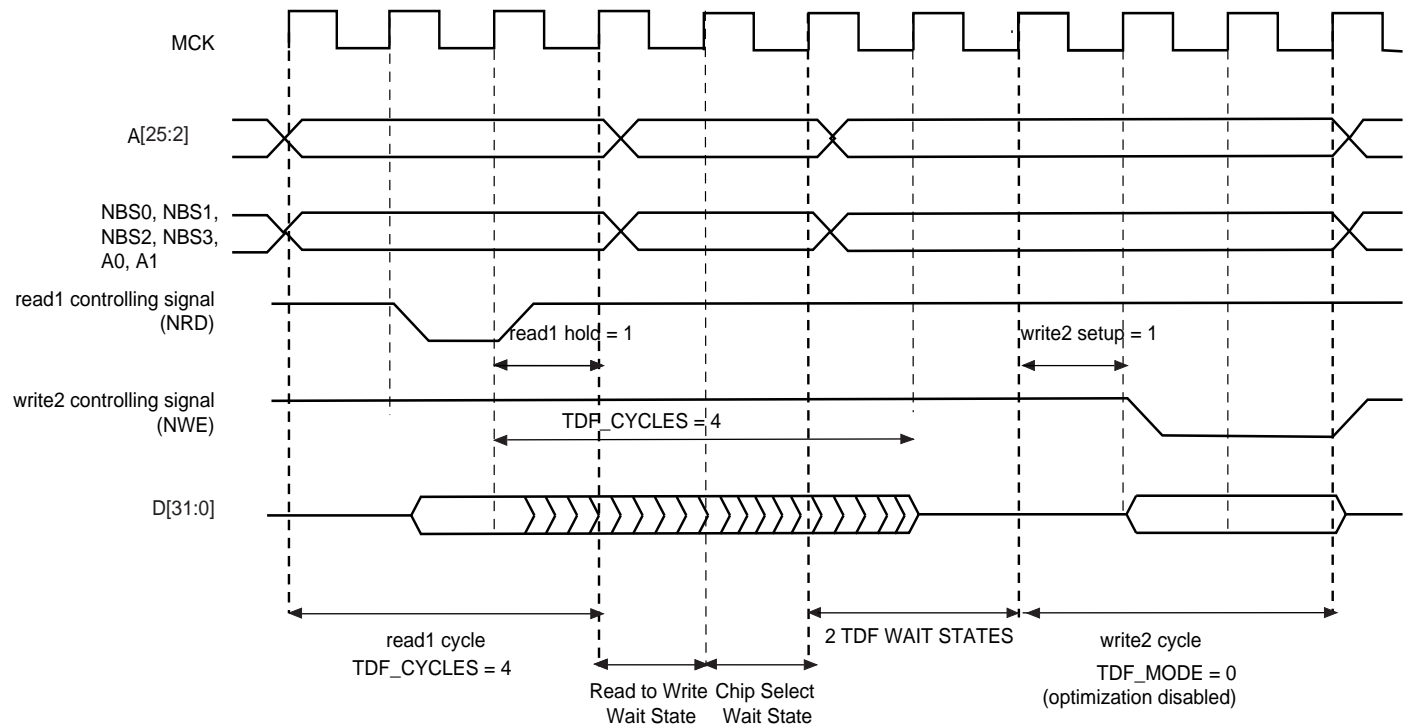 MCK
A[25:2]
NBS0, NBS1,
NBS2, NBS3,
A0, A1
read1 controlling signal
(NRD)
read1 hold = 1
write2 setup = 1
write2 controlling signal
(NWE)
TDF_CYCLES = 4
D[31:0]
read1 cycle
TDF_CYCLES = 4
2 TDF WAIT STATES
write2 cycle
TDF_MODE = 0
(optimization disabled)
Read to Write
Wait State
Chip Select
Wait State